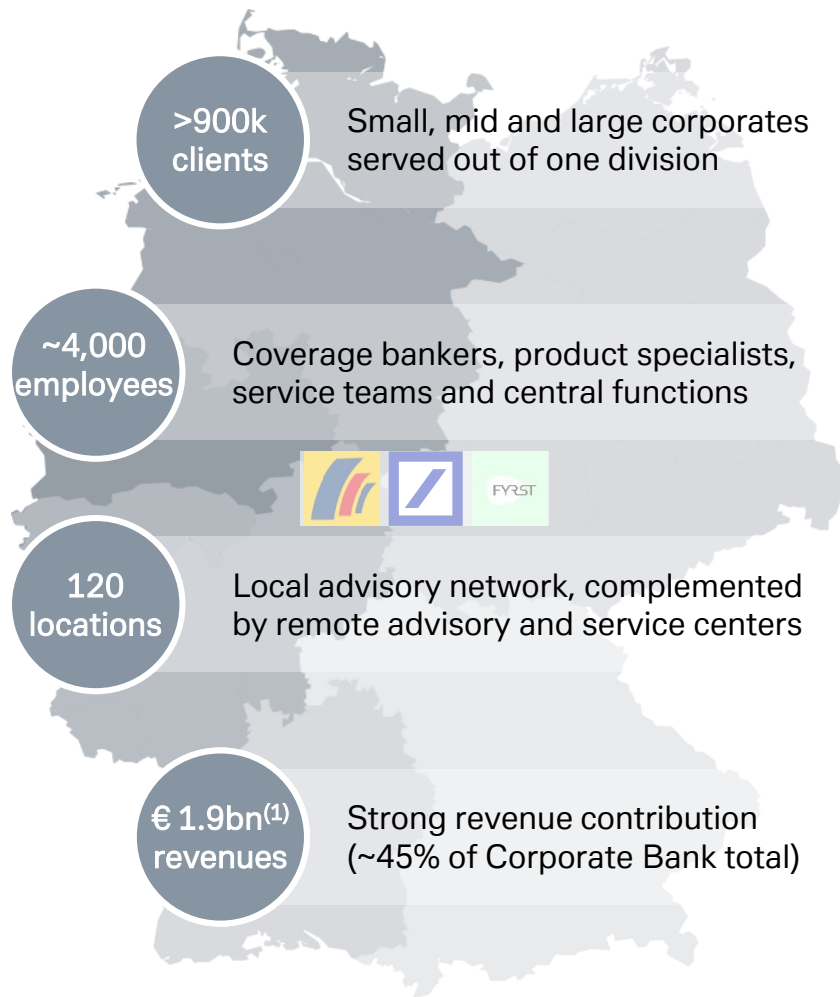 >900k
clients
Small, mid and large corporates
served out of one division
~4,000
employees
Coverage bankers, product specialists,
service teams and central functions
FYRST
120
locations
Local advisory network, complemented
by remote advisory and service centers
€ 1.9bn(1)
revenues
Strong revenue contribution
(~45% of Corporate Bank total)